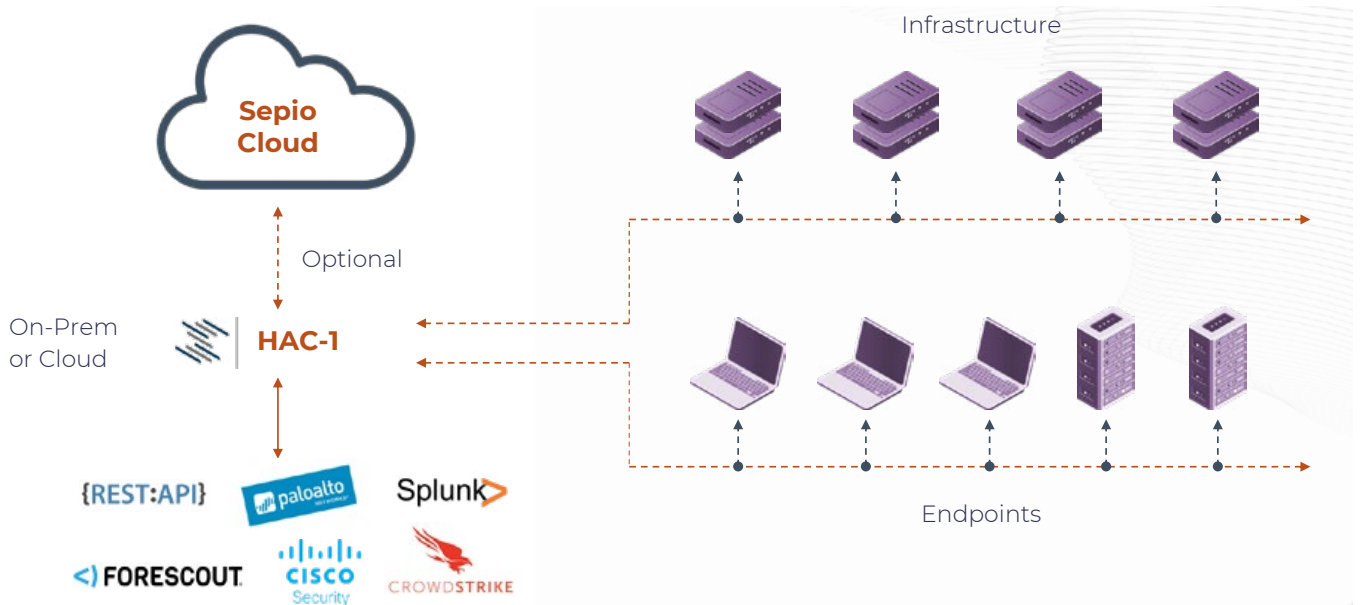 Infrastructure
Sepio
Cloud
Optional
On-Prem
or Cloud
HAC-1
{REST:API}
paloalto
Splunk>
Endpoints
<) FORESCOUT.
CISCO
Security
CROWDSTRIKE